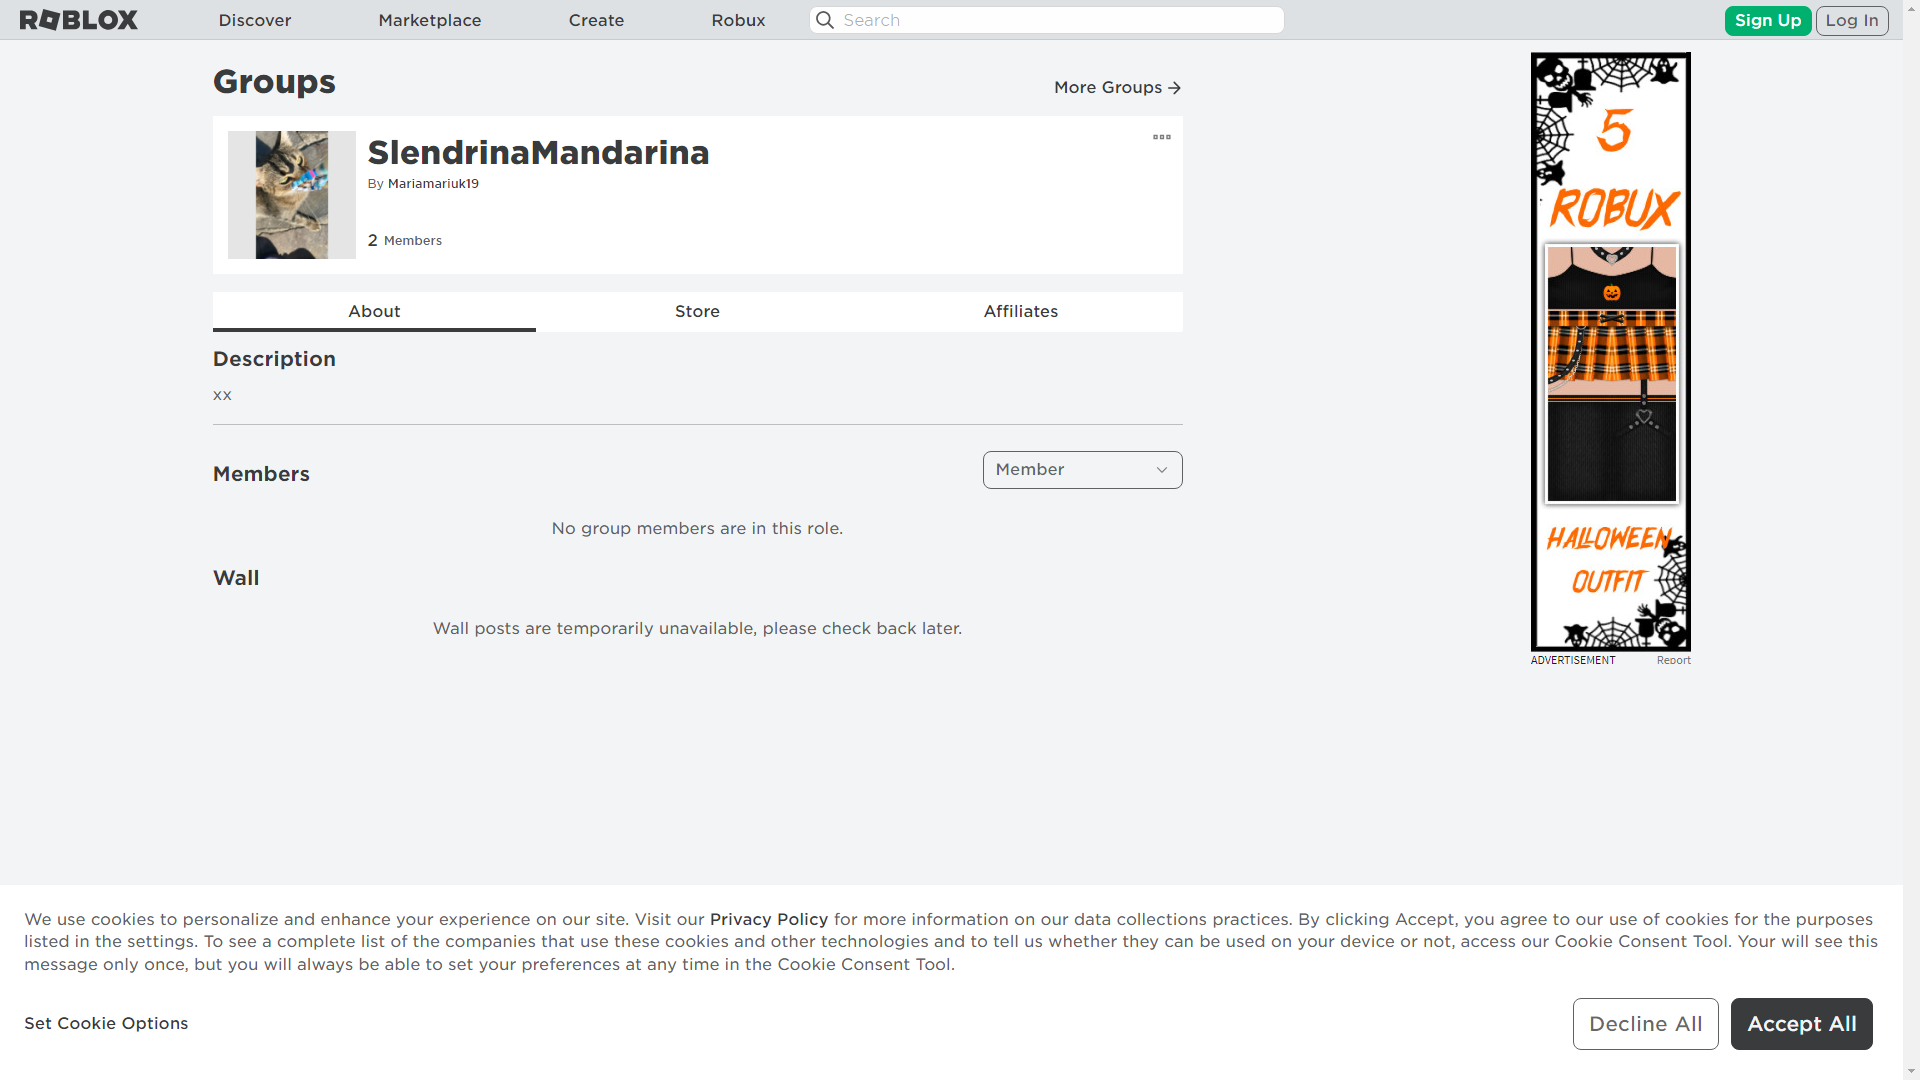 ROBLOX
Discover
Marketplace
Create
Robux
Search
Sign Up
Log In
Groups
More Groups
SlendrinaMandarina
By Mariamariuk19
2 Members
About
Store
Affiliates
Description
xx
Members
Member
No group members are in this role.
Wall
Wall posts are temporarily unavailable, please check back later.
5
ROBUX
HALLOWEEN
OUTFIT
ADVERTISEMENT
Report
We use cookies to personalize and enhance your experience on our site. Visit our Privacy Policy for more information on our data collections practices. By clicking Accept, you agree to our use of cookies for the purposes
listed in the settings. To see a complete list of the companies that use these cookies and other technologies and to tell us whether they can be used on your device or not, access our Cookie Consent Tool. Your will see this
message only once, but you will always be able to set your preferences at any time in the Cookie Consent Tool.
Set Cookie Options
Decline All
Accept All